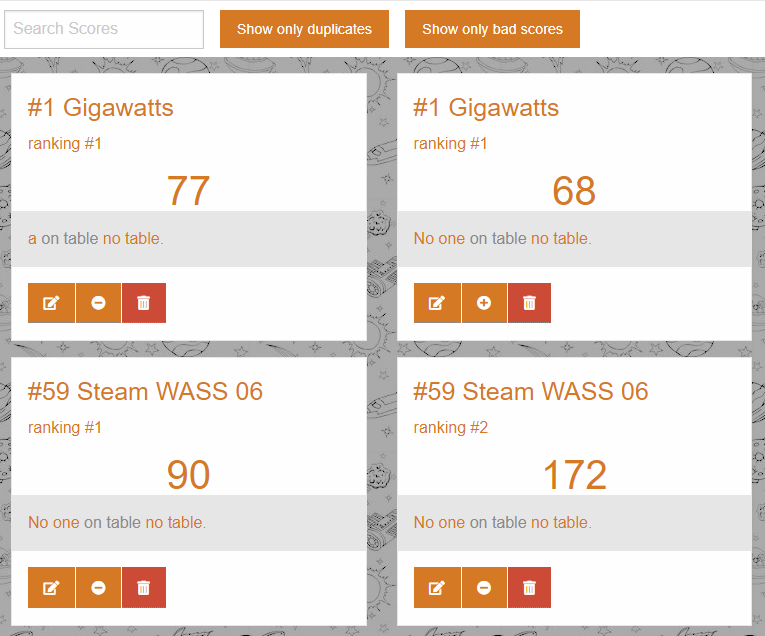 Search Scores
Show only duplicates
Show only bad scores
#1 Gigawatts
ranking #1
77
a on table no table.
#1 Gigawatts
ranking #1
68
No one on table no table.
#59 Steam WASS 06
ranking #1
90
No one on table no table.
#59 Steam WASS 06
ranking #2
172
No one on table no table.